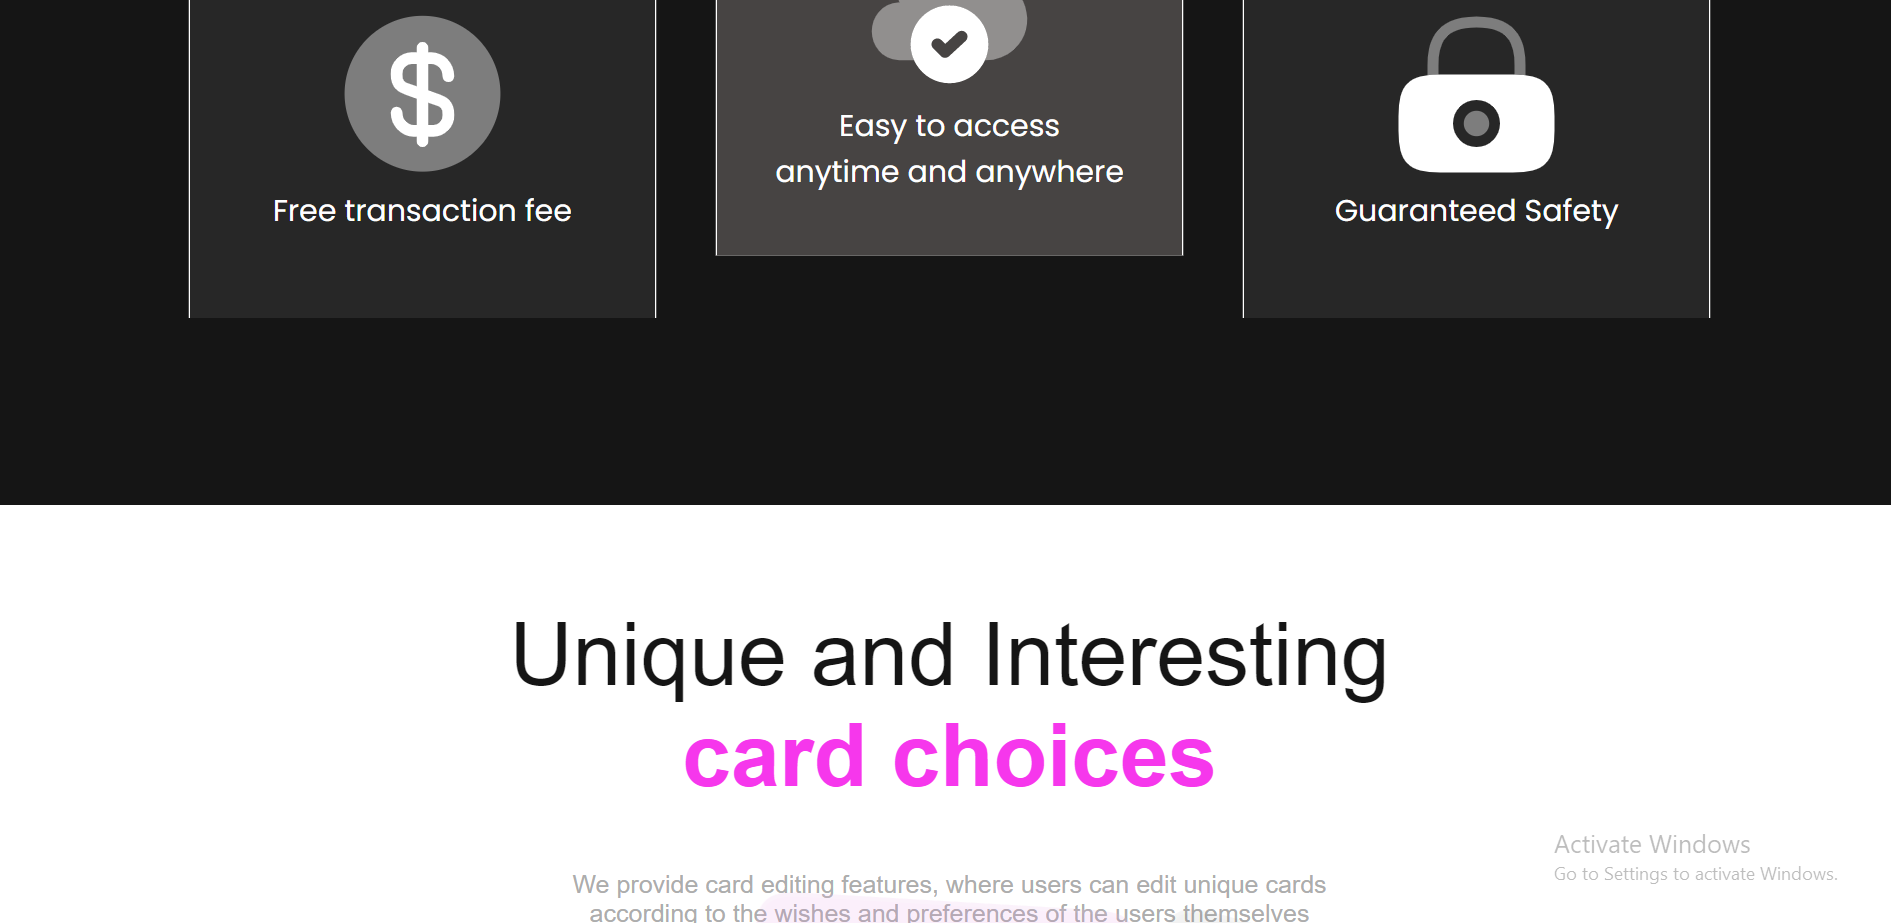 Free transaction fee
Easy to access
anytime and anywhere
Guaranteed Safety
Unique and Interesting
card choices
We provide card editing features, where users can edit unique cards
according to the wishes and preferences of the users themselves
Activate Windows
Go to Settings to activate Windows.